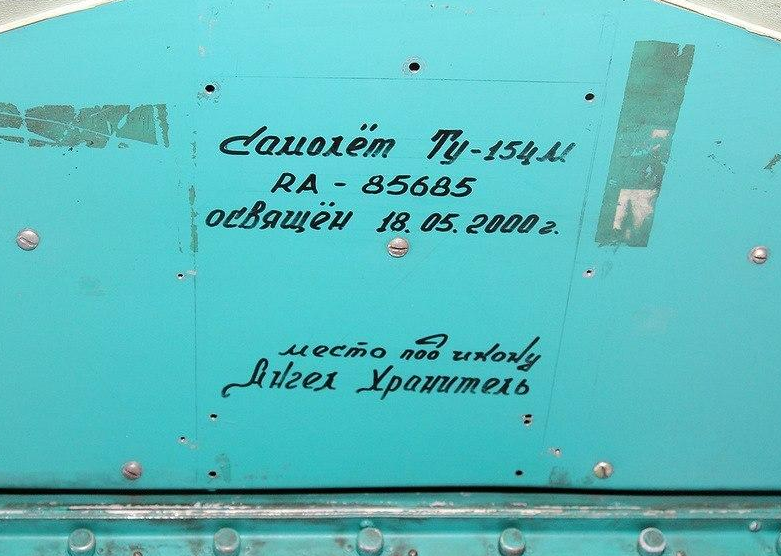 Самолёт Ту-154М
RA - 85685
освящён 18.05.2000г.
место под икону
Ангел Хранитель